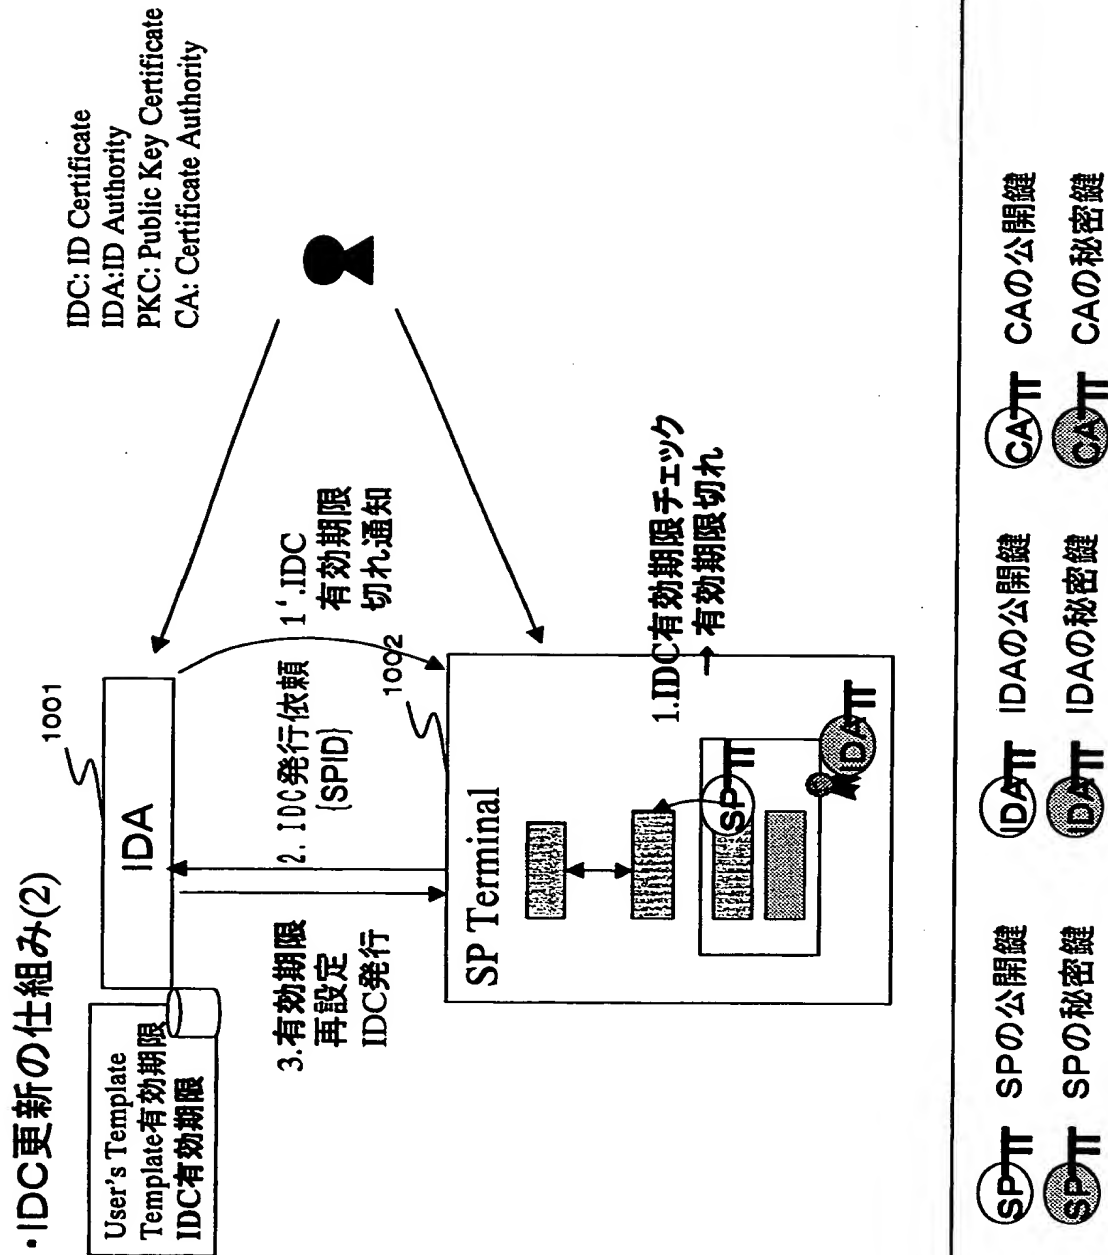 ・IDC更新の仕組み(2)
IDC: ID Certificate
IDA:ID Authority
PKC: Public Key Certificate
CA: Certificate Authority
User's Template
Template有効期限
IDC有効期限
IDA
1001
3.有効期限
再設定
IDC発行
2.IDC発行依頼
{SPID}
1'.IDC
有効期限
切れ通知
1002
SP Terminal
SP
IDA
1.IDC有効期限チェック
→有効期限切れ
SP SPの公開鍵
SP SPの秘密鍵
IDA IDAの公開鍵
IDA IDAの秘密鍵
CA CAの公開鍵
CA CAの秘密鍵